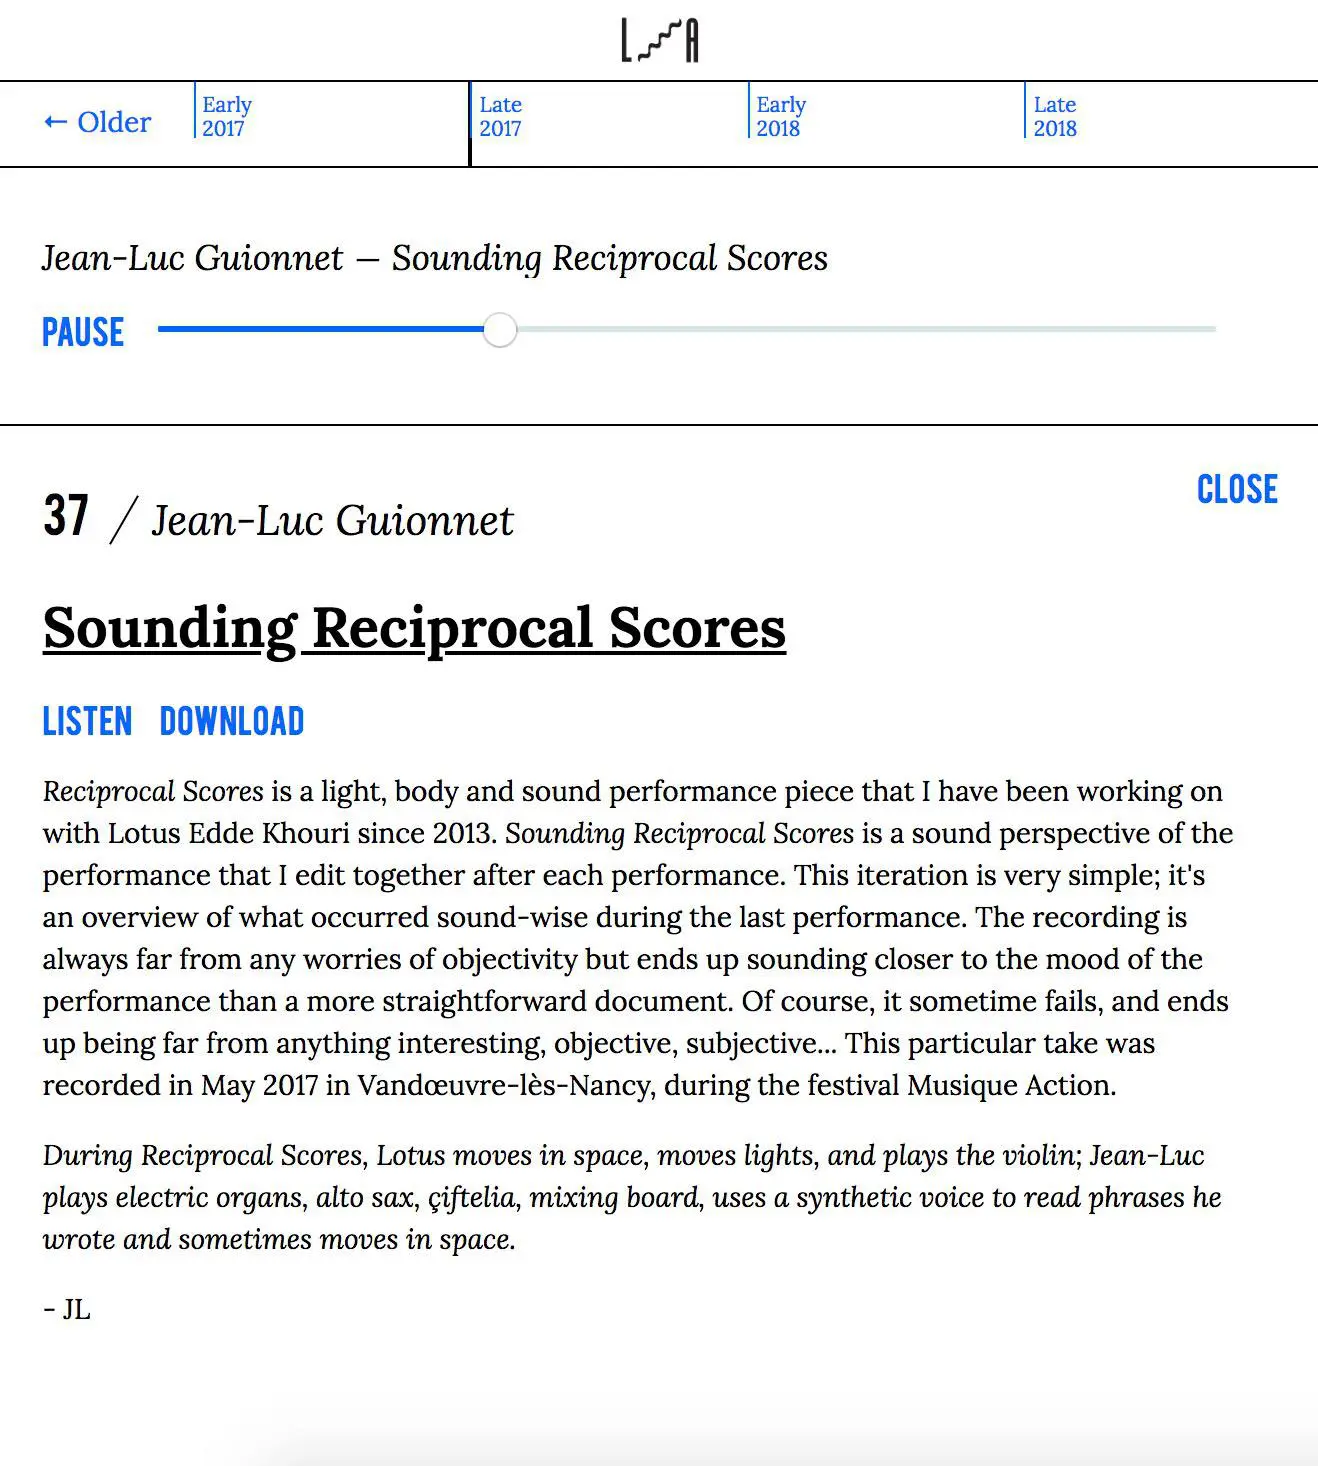 ← Older
Early
2017
Late
2017
Early
2018
Late
2018
Jean-Luc Guionnet — Sounding Reciprocal Scores
PAUSE
CLOSE
37 / Jean-Luc Guionnet
Sounding Reciprocal Scores
LISTEN DOWNLOAD
Reciprocal Scores is a light, body and sound performance piece that I have been working on
with Lotus Edde Khouri since 2013. Sounding Reciprocal Scores is a sound perspective of the
performance that I edit together after each performance. This iteration is very simple; it's
an overview of what occurred sound-wise during the last performance. The recording is
always far from any worries of objectivity but ends up sounding closer to the mood of the
performance than a more straightforward document. Of course, it sometime fails, and ends
up being far from anything interesting, objective, subjective... This particular take was
recorded in May 2017 in Vandœuvre-lès-Nancy, during the festival Musique Action.
During Reciprocal Scores, Lotus moves in space, moves lights, and plays the violin; Jean-Luc
plays electric organs, alto sax, çiftelia, mixing board, uses a synthetic voice to read phrases he
wrote and sometimes moves in space.
- JL